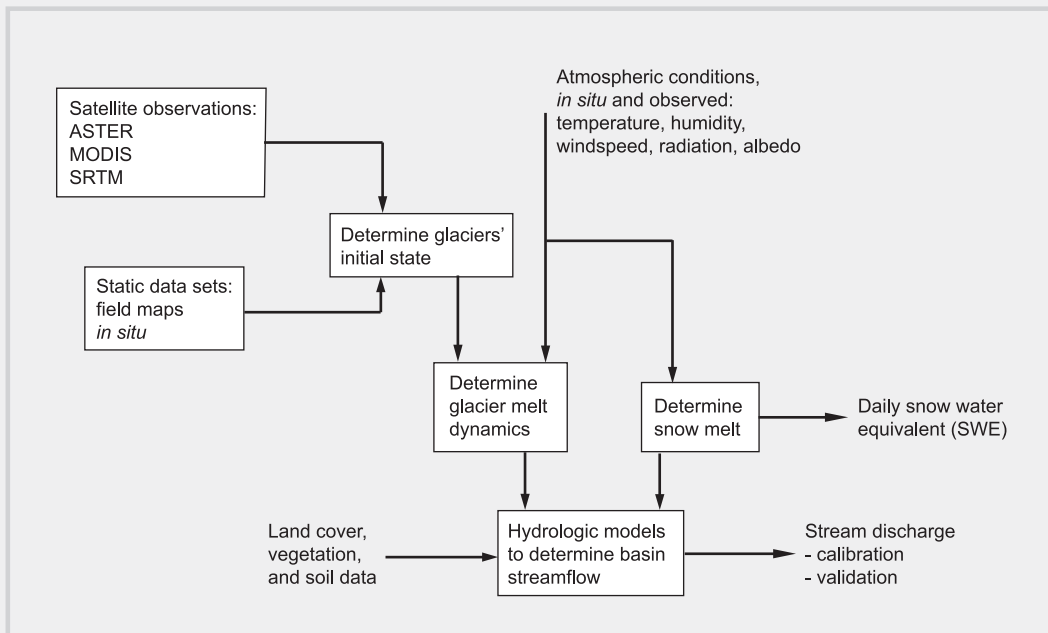 Satellite observations:
ASTER
MODIS
SRTM
Atmospheric conditions,
in situ and observed:
temperature, humidity,
windspeed, radiation, albedo
Determine glaciers'
initial state
Static data sets:
field maps
in situ
Determine
glacier melt
dynamics
Determine
snow melt
Daily snow water
equivalent (SWE)
Land cover,
vegetation,
and soil data
Hydrologic models
to determine basin
streamflow
Stream discharge
- calibration
- validation